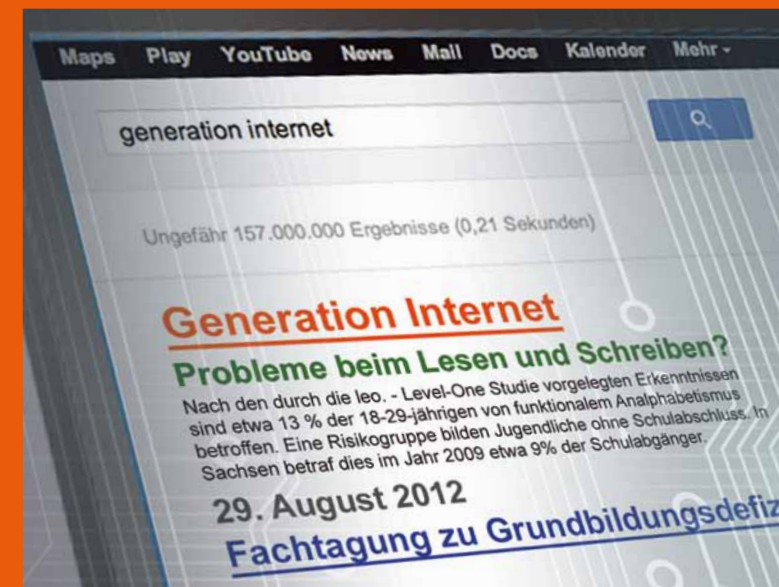 Maps Play YouTube News Mail Docs Kalender Mehr
generation internet
Ungefähr 157.000.000 Ergebnisse (0,21 Sekunden)
Generation Internet
Probleme beim Lesen und Schreiben?
Nach den durch die leo. - Level-One Studie vorgelegten Erkenntnissen
sind etwa 13 % der 18-29-jährigen von funktionalem Analphabetismus
betroffen. Eine Risikogruppe bilden Jugendliche ohne Schulabschluss. In
Sachsen betraf dies im Jahr 2009 etwa 9% der Schulabgänger.
29. August 2012
Fachtagung zu Grundbildungsdefiz